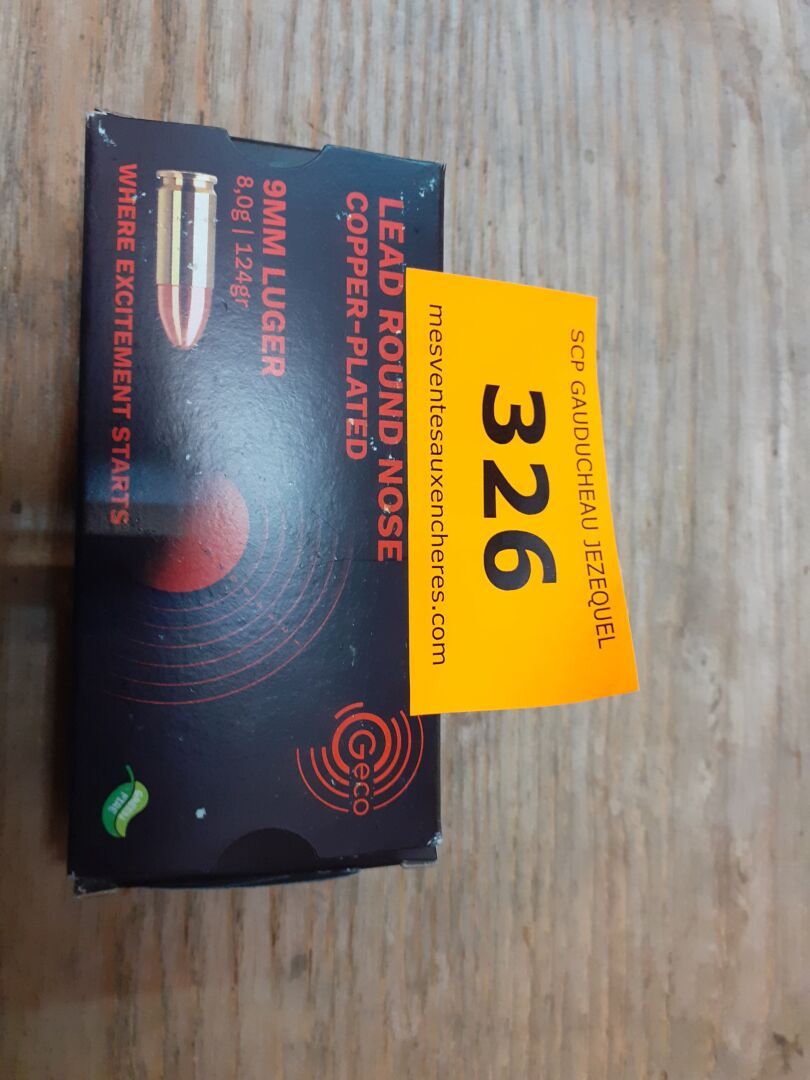 LEAD ROUND NOSE
COPPER-PLATED
9MM LUGER
8,0g | 124gr
WHERE EXCITEMENT STARTS
Geco
SCP GAUDUCHEAU JEZEQUEL
326
mesventesauxencheres.com